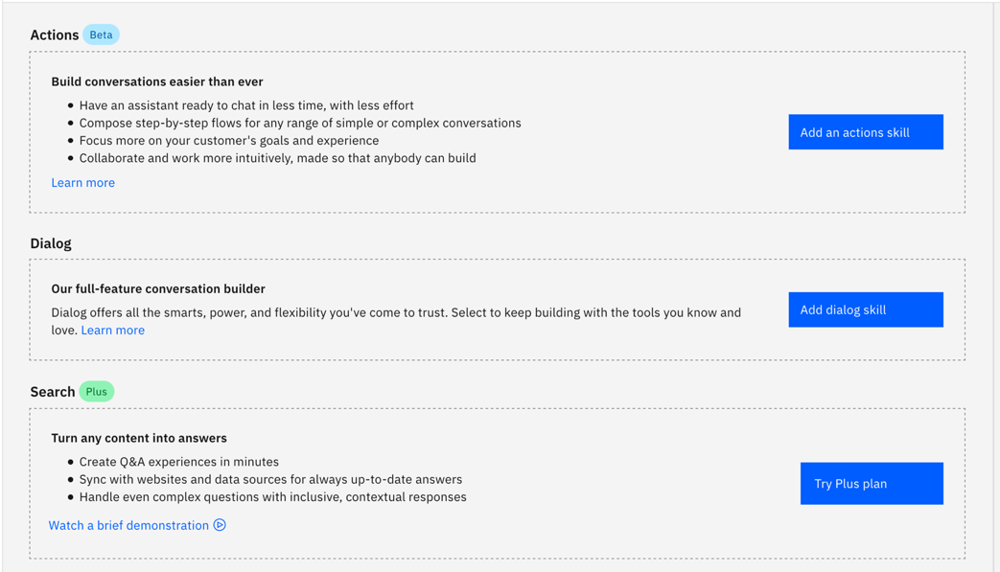 Actions Beta
Build conversations easier than ever
• Have an assistant ready to chat in less time, with less effort
• Compose step-by-step flows for any range of simple or complex conversations
• Focus more on your customer's goals and experience
• Collaborate and work more intuitively, made so that anybody can build
Add an actions skill
Learn more
Dialog
Our full-feature conversation builder
Dialog offers all the smarts, power, and flexibility you've come to trust. Select to keep building with the tools you know and
love. Learn more
Add dialog skill
Search Plus
Turn any content into answers
• Create Q&A experiences in minutes
• Sync with websites and data sources for always up-to-date answers
• Handle even complex questions with inclusive, contextual responses
Try Plus plan
Watch a brief demonstration